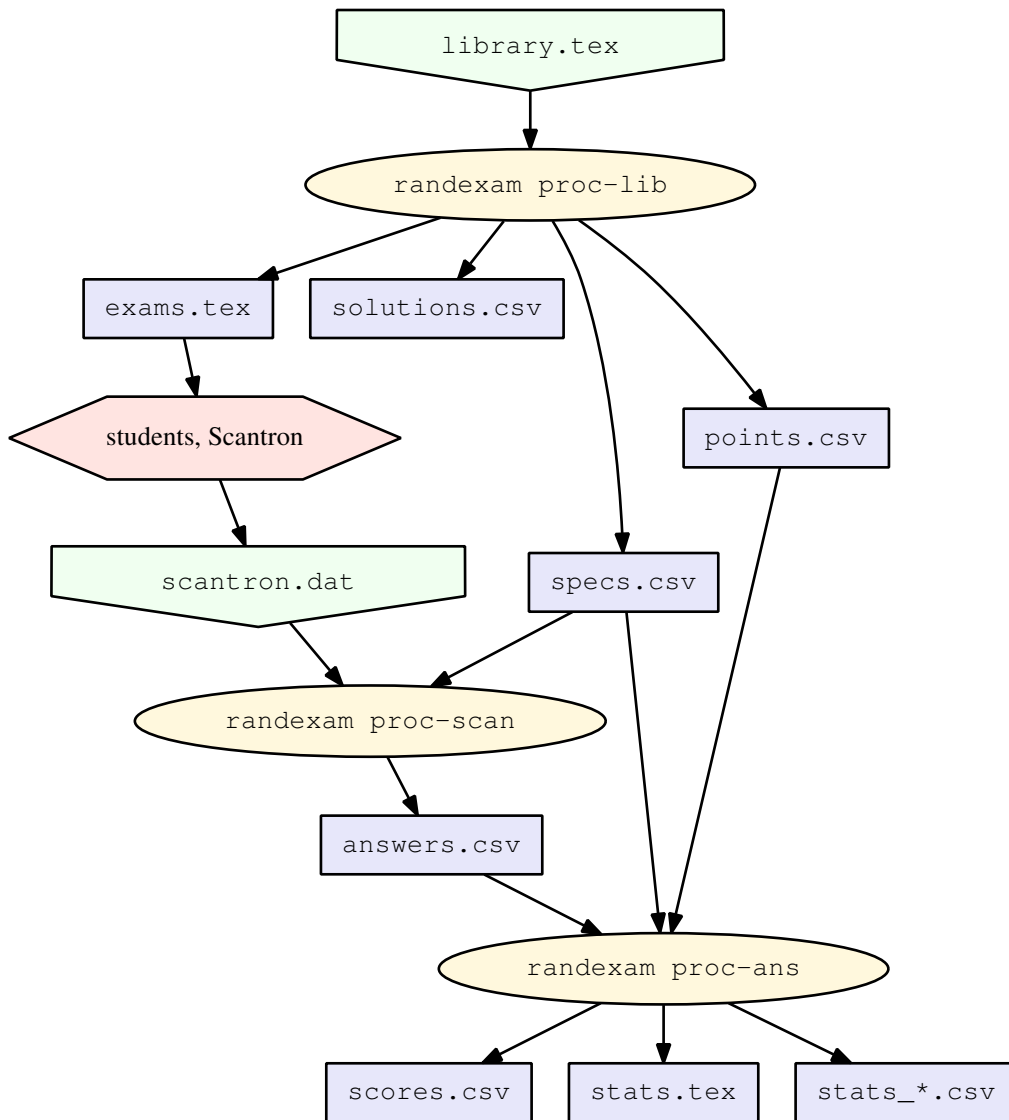 library.tex
randexam proc-lib
exams.tex
solutions.csv
students, Scantron
points.csv
scantron.dat
specs.csv
randexam proc-scan
answers.csv
randexam proc-ans
scores.csv
stats.tex
stats_*.csv